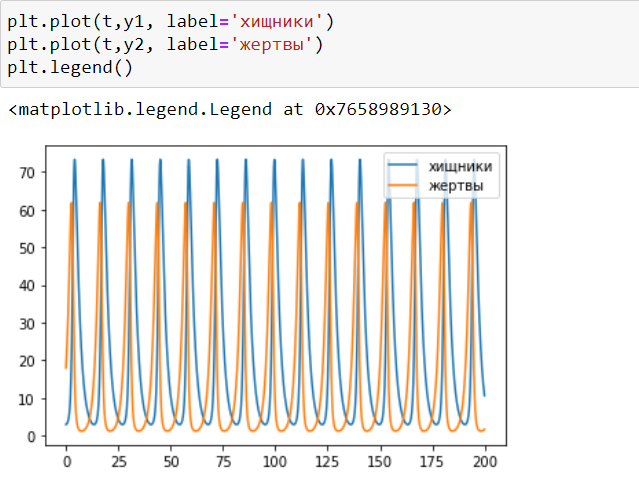 plt.plot(t,y1, label='хищники')
plt.plot(t,y2, label='жертвы')
plt.legend()
<matplotlib.legend.Legend at 0x7658989130>
хищники
жертвы
70
60
50
40
30
20
10
0
0 25 50 75 100 125 150 175 200